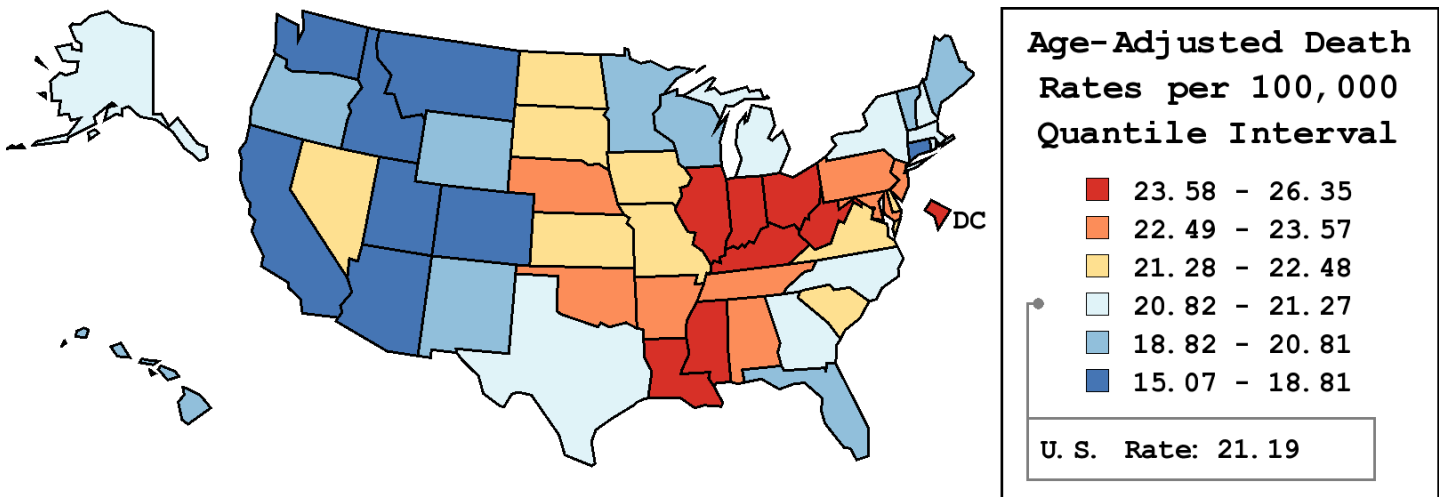 DC
Age-Adjusted Death
Rates per 100,000
Quantile Interval
23.58 - 26.35
22.49 - 23.57
21.28 - 22.48
20.82 - 21.27
18.82 - 20.81
15.07 - 18.81
U.S. Rate: 21.19